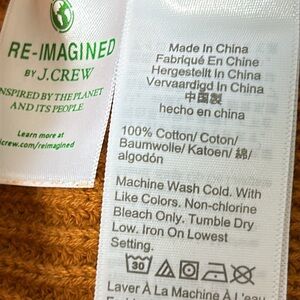 RE-IMAGINED
BY J.CREW
INSPIRED BY THE PLANET
AND ITS PEOPLE
Learn more at
jcrew.com/reimagined
Made In China
Fabriqué En Chine
Hergestellt In China
Vervaardigd In China
中国製
hecho en china
100% Cotton/ Coton/
Baumwolle/ Katoen/ 綿/
algodón
Machine Wash Cold. With
Like Colors. Non-chlorine
Bleach Only. Tumble Dry
Low. Iron On Lowest
Setting.
30
Laver À La Machine À L'eau